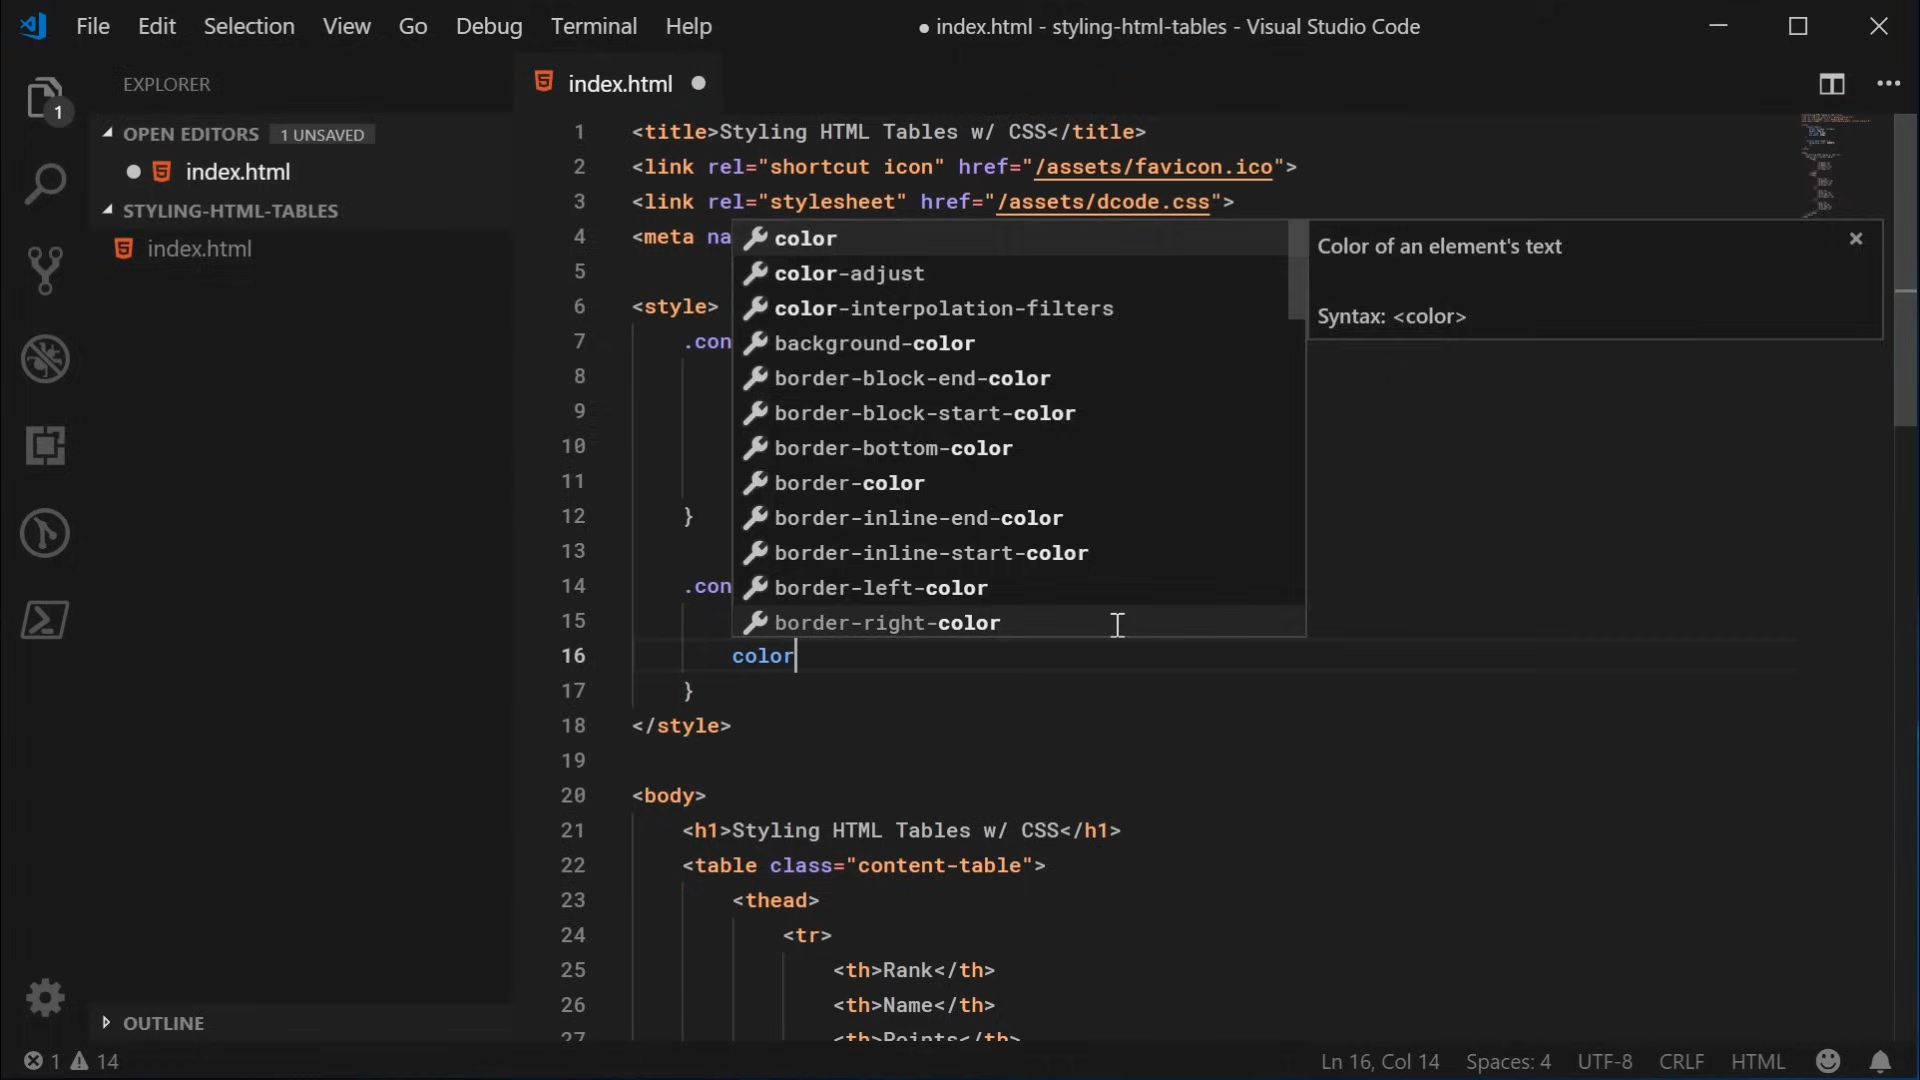 File Edit Selection View Go Debug Terminal Help
● index.html - styling-html-tables - Visual Studio Code
EXPLORER
OPEN EDITORS 1 UNSAVED
index.html
STYLING-HTML-TABLES
index.html
OUTLINE
1
index.html
1 <title>Styling HTML Tables w/ CSS</title>
2 <link rel="shortcut icon" href="/assets/favicon.ico">
3 <link rel="stylesheet" href="/assets/dcode.css">
4 <meta na
5
6 <style>
7 .con
8
9
10
11
12 }
13
14 .con
15
16 color
17 }
18 </style>
19
20 <body>
21 <h1>Styling HTML Tables w/ CSS</h1>
22 <table class="content-table">
23 <thead>
24 <tr>
25 <th>Rank</th>
26 <th>Name</th>
27 <th>Points</th>
color
color-adjust
color-interpolation-filters
background-color
border-block-end-color
border-block-start-color
border-bottom-color
border-color
border-inline-end-color
border-inline-start-color
border-left-color
border-right-color
Color of an element's text
Syntax: <color>
1 14
Ln 16, Col 14 Spaces: 4 UTF-8 CRLF HTML